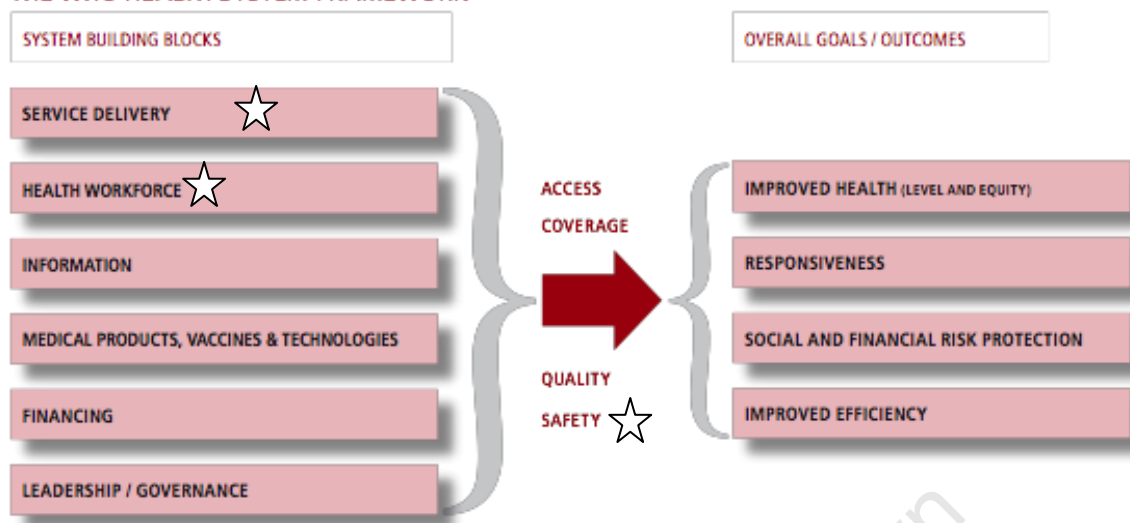 SYSTEM BUILDING BLOCKS
OVERALL GOALS / OUTCOMES
SERVICE DELIVERY
HEALTH WORKFORCE
INFORMATION
MEDICAL PRODUCTS, VACCINES & TECHNOLOGIES
FINANCING
LEADERSHIP / GOVERNANCE
ACCESS
COVERAGE
QUALITY
SAFETY
IMPROVED HEALTH (LEVEL AND EQUITY)
RESPONSIVENESS
SOCIAL AND FINANCIAL RISK PROTECTION
IMPROVED EFFICIENCY